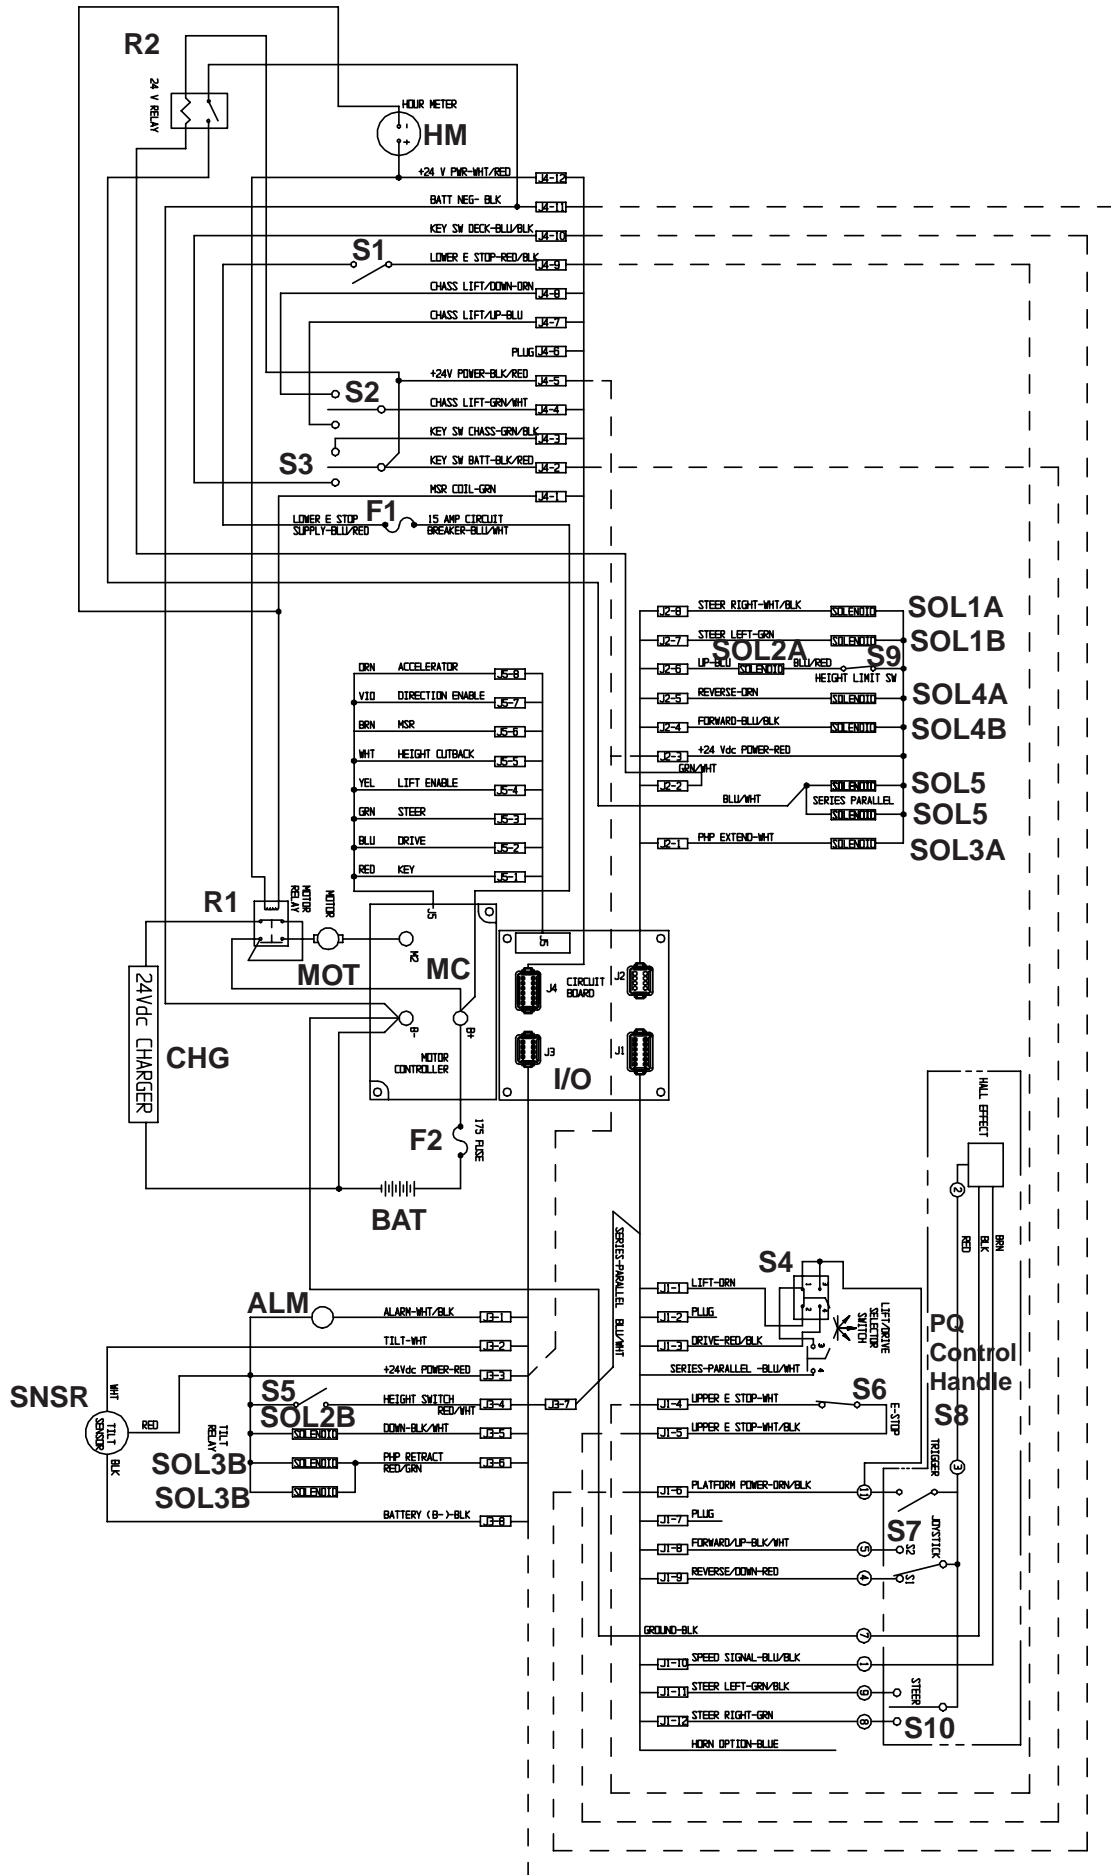 R2
24 V RELAY
HOUR METER
-
+
HM
+24 V PWR-WHT/RED J4-12
BATT NEG- BLK J4-11
KEY SW DECK-BLU/BLK J4-10
S1
LOWER E STOP-RED/BLK J4-9
CHASS LIFT/DOWN-ORN J4-8
CHASS LIFT/UP-BLU J4-7
PLUG J4-6
+24V POWER-BLK/RED J4-5
S2
CHASS LIFT-GRN/WHT J4-4
KEY SW CHASS-GRN/BLK J4-3
S3
KEY SW BATT-BLK/RED J4-2
MSR COIL-GRN J4-1
F1
LOWER E STOP
SUPPLY-BLU/RED
15 AMP CIRCUIT
BREAKER-BLU/WHT
J2-8 STEER RIGHT-WHT/BLK SOLENOID SOL1A
J2-7 STEER LEFT-GRN SOLENOID SOL1B
SOL2A
J2-6 UP-BLU SOLENOID BLU/RED S9
HEIGHT LIMIT SW
J2-5 REVERSE-ORN SOLENOID SOL4A
J2-4 FORWARD-BLU/BLK SOLENOID SOL4B
J2-3 +24 Vdc POWER-RED
GRN/WHT
J2-2
BLU/WHT
SOLENOID SOL5
SERIES PARALLEL
SOLENOID SOL5
J2-1 PHP EXTEND-WHT SOLENOID SOL3A
ORN ACCELERATOR J5-8
VIO DIRECTION ENABLE J5-7
BRN MSR J5-6
WHT HEIGHT CUTBACK J5-5
YEL LIFT ENABLE J5-4
GRN STEER J5-3
BLU DRIVE J5-2
RED KEY J5-1
R1
MOTOR
RELAY
MOTOR
MOT
J5
M2
MC
B-
B+
MOTOR
CONTROLLER
J5
J4
CIRCUIT
BOARD
J2
J3
J1
I/O
24Vdc CHARGER
CHG
F2
175 FUSE
BAT
HALL EFFECT
2
RED
BLK
BRN
SERIES-PARALLEL BLU/WHT
S4
1
2
3
4
LIFT/DRIVE
SELECTOR
SWITCH
J1-1 LIFT-ORN
J1-2 PLUG
J1-3 DRIVE-RED/BLK
SERIES-PARALLEL -BLU/WHT
PQ
Control
Handle
S8
ALM
ALARM-WHT/BLK J3-1
TILT-WHT J3-2
+24Vdc POWER-RED J3-3
S5
HEIGHT SWITCH
RED/WHT
J3-4
J3-7
SOL2B
SOLENOID DOWN-BLK/WHT J3-5
SNSR
WHT
TILT
SENSOR
RED
BLK
TILT
RELAY
SOL3B
SOLENOID
PHP RETRACT
RED/GRN
J3-6
SOL3B
SOLENOID
BATTERY (B-)-BLK J3-8
J1-4 UPPER E STOP-WHT
S6
E-STOP
J1-5 UPPER E STOP-WHT/BLK
TRIGGER
3
J1-6 PLATFORM POWER-ORN/BLK 11
J1-7 PLUG
S7
JOYSTICK
J1-8 FORWARD/UP-BLK/WHT 5 S2
J1-9 REVERSE/DOWN-RED 4 S1
GROUND-BLK 7
J1-10 SPEED SIGNAL-BLU/BLK 1
J1-11 STEER LEFT-GRN/BLK 9
STEER
J1-12 STEER RIGHT-GRN 8
S10
HORN OPTION-BLUE